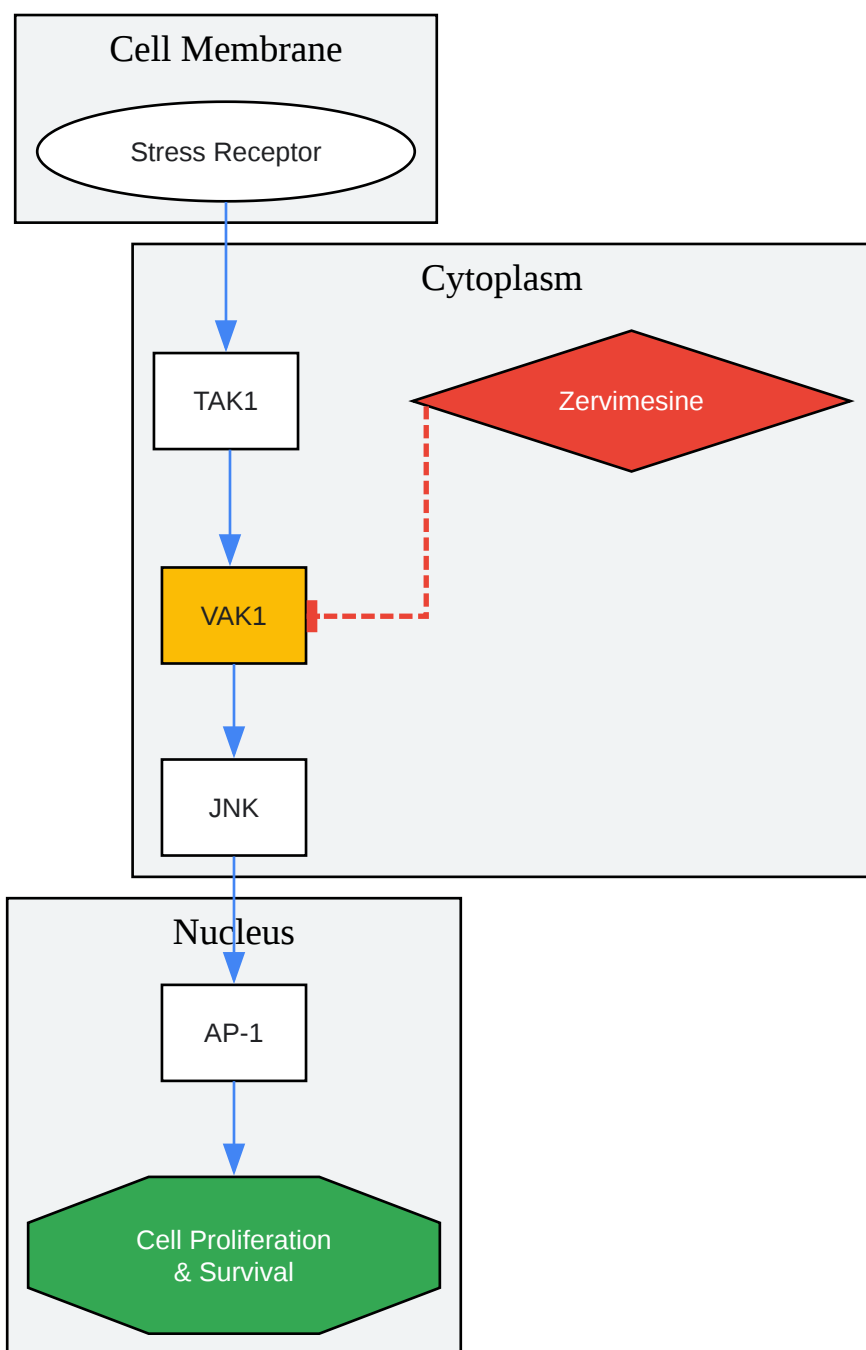 Cell Membrane
Stress Receptor
Cytoplasm
TAK1
Zervimesine
VAK1
JNK
Nucleus
AP-1
Cell Proliferation
& Survival